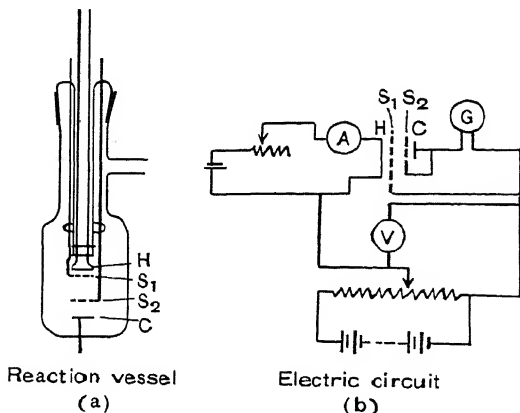 H
S1
S2
C
Reaction vessel
(a)
S1 S2
A H C G
V
Electric circuit
(b)